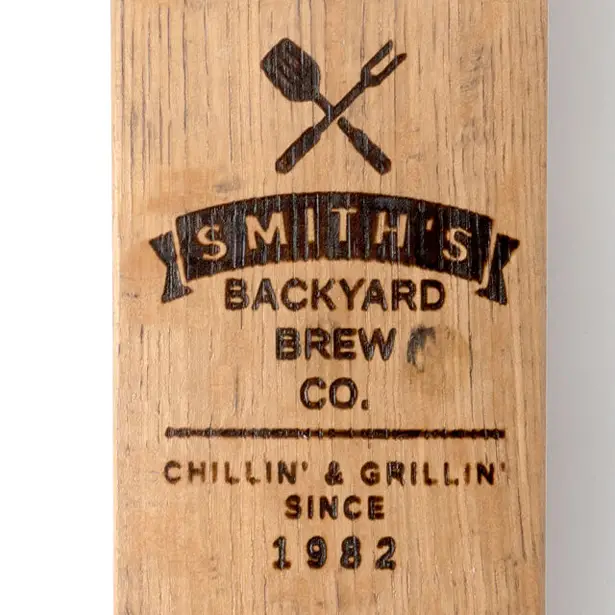 SMITH'S
BACKYARD
BREW
CO.
CHILLIN' & GRILLIN'
SINCE
1982